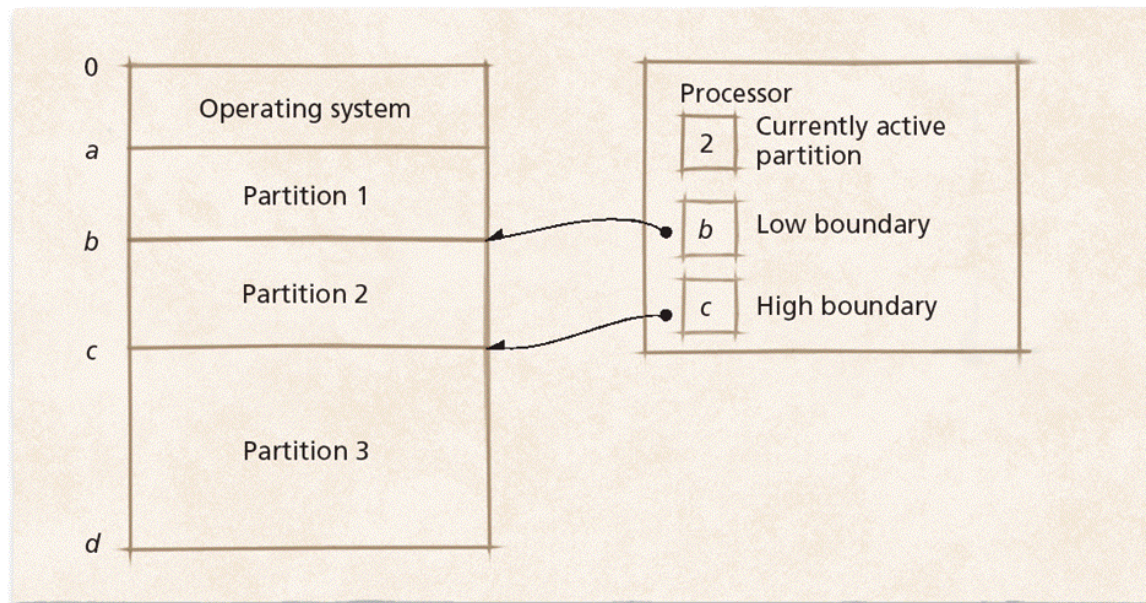 0
Operating system
a
Partition 1
b
Partition 2
c
Partition 3
d
Processor
2
Currently active
partition
b
Low boundary
c
High boundary